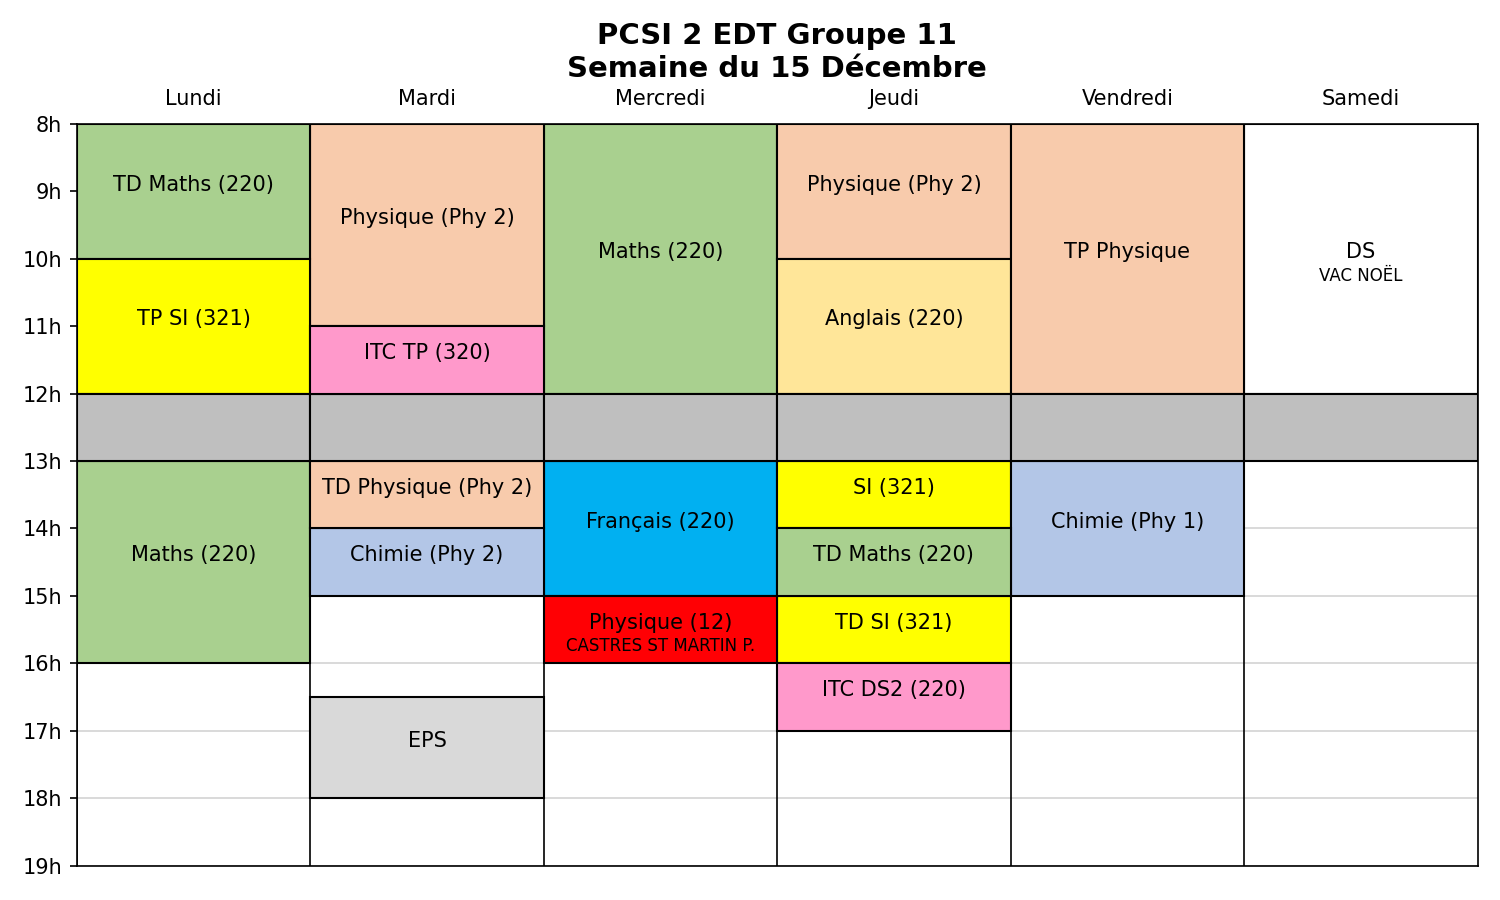 PCSI 2 EDT Groupe 11
Semaine du 15 Décembre
Lundi Mardi Mercredi Jeudi Vendredi Samedi
8h
9h
10h
11h
12h
13h
14h
15h
16h
17h
18h
19h
TD Maths (220)
TP SI (321)
Maths (220)
Physique (Phy 2)
ITC TP (320)
TD Physique (Phy 2)
Chimie (Phy 2)
EPS
Maths (220)
Français (220)
Physique (12)
CASTRES ST MARTIN P.
Physique (Phy 2)
Anglais (220)
SI (321)
TD Maths (220)
TD SI (321)
ITC DS2 (220)
TP Physique
Chimie (Phy 1)
DS
VAC NOËL